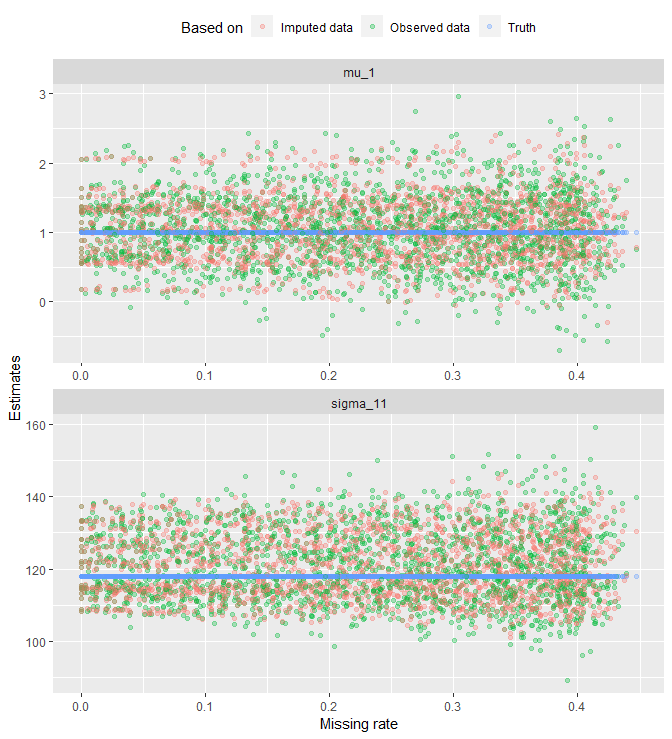 Based on Imputed data Observed data Truth
mu_1
3
2
1
0
0.0 0.1 0.2 0.3 0.4
Estimates
sigma_11
160
140
120
100
0.0 0.1 0.2 0.3 0.4
Missing rate